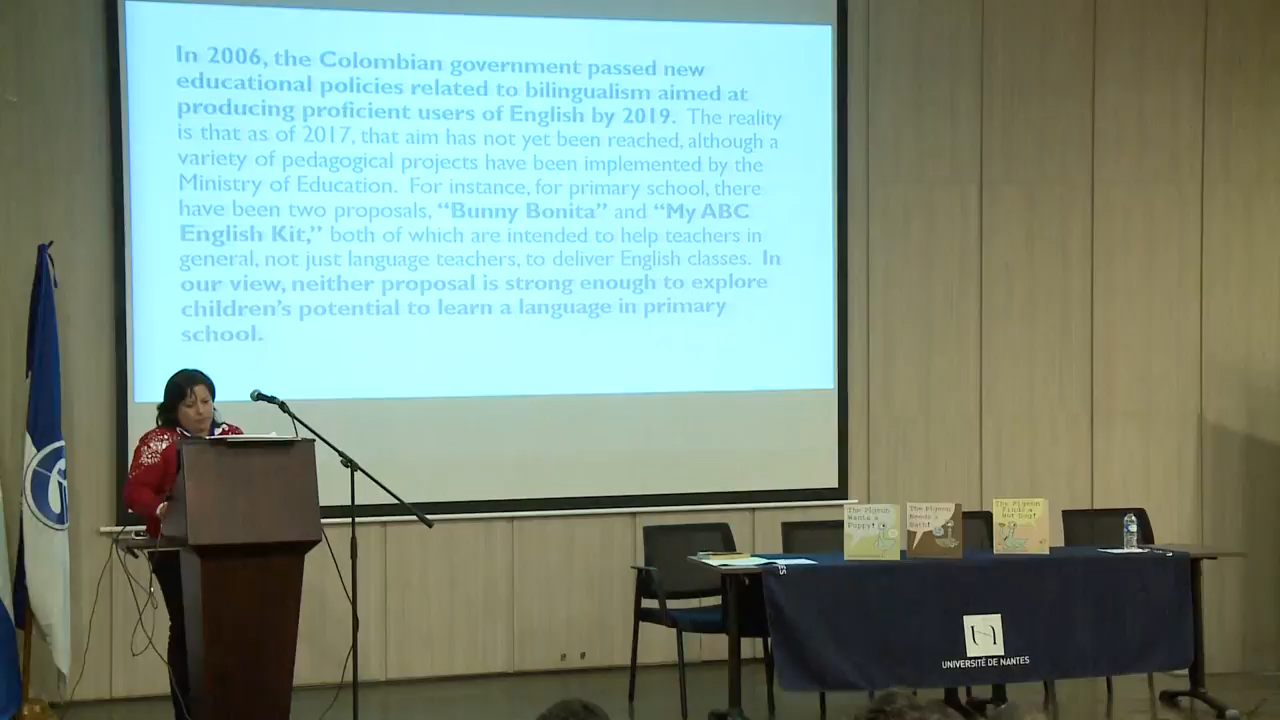 In 2006, the Colombian government passed new
educational policies related to bilingualism aimed at
producing proficient users of English by 2019. The reality
is that as of 2017, that aim has not yet been reached, although a
variety of pedagogical projects have been implemented by the
Ministry of Education. For instance, for primary school, there
have been two proposals, “Bunny Bonita” and “My ABC
English Kit,” both of which are intended to help teachers in
general, not just language teachers, to deliver English classes. In
our view, neither proposal is strong enough to explore
children’s potential to learn a language in primary
school.
The Pigeon
Wants a
Puppy!
The Pigeon
Needs a
Bath!
The Pigeon
Finds a
Hot Dog!
UNIVERSITÉ DE NANTES